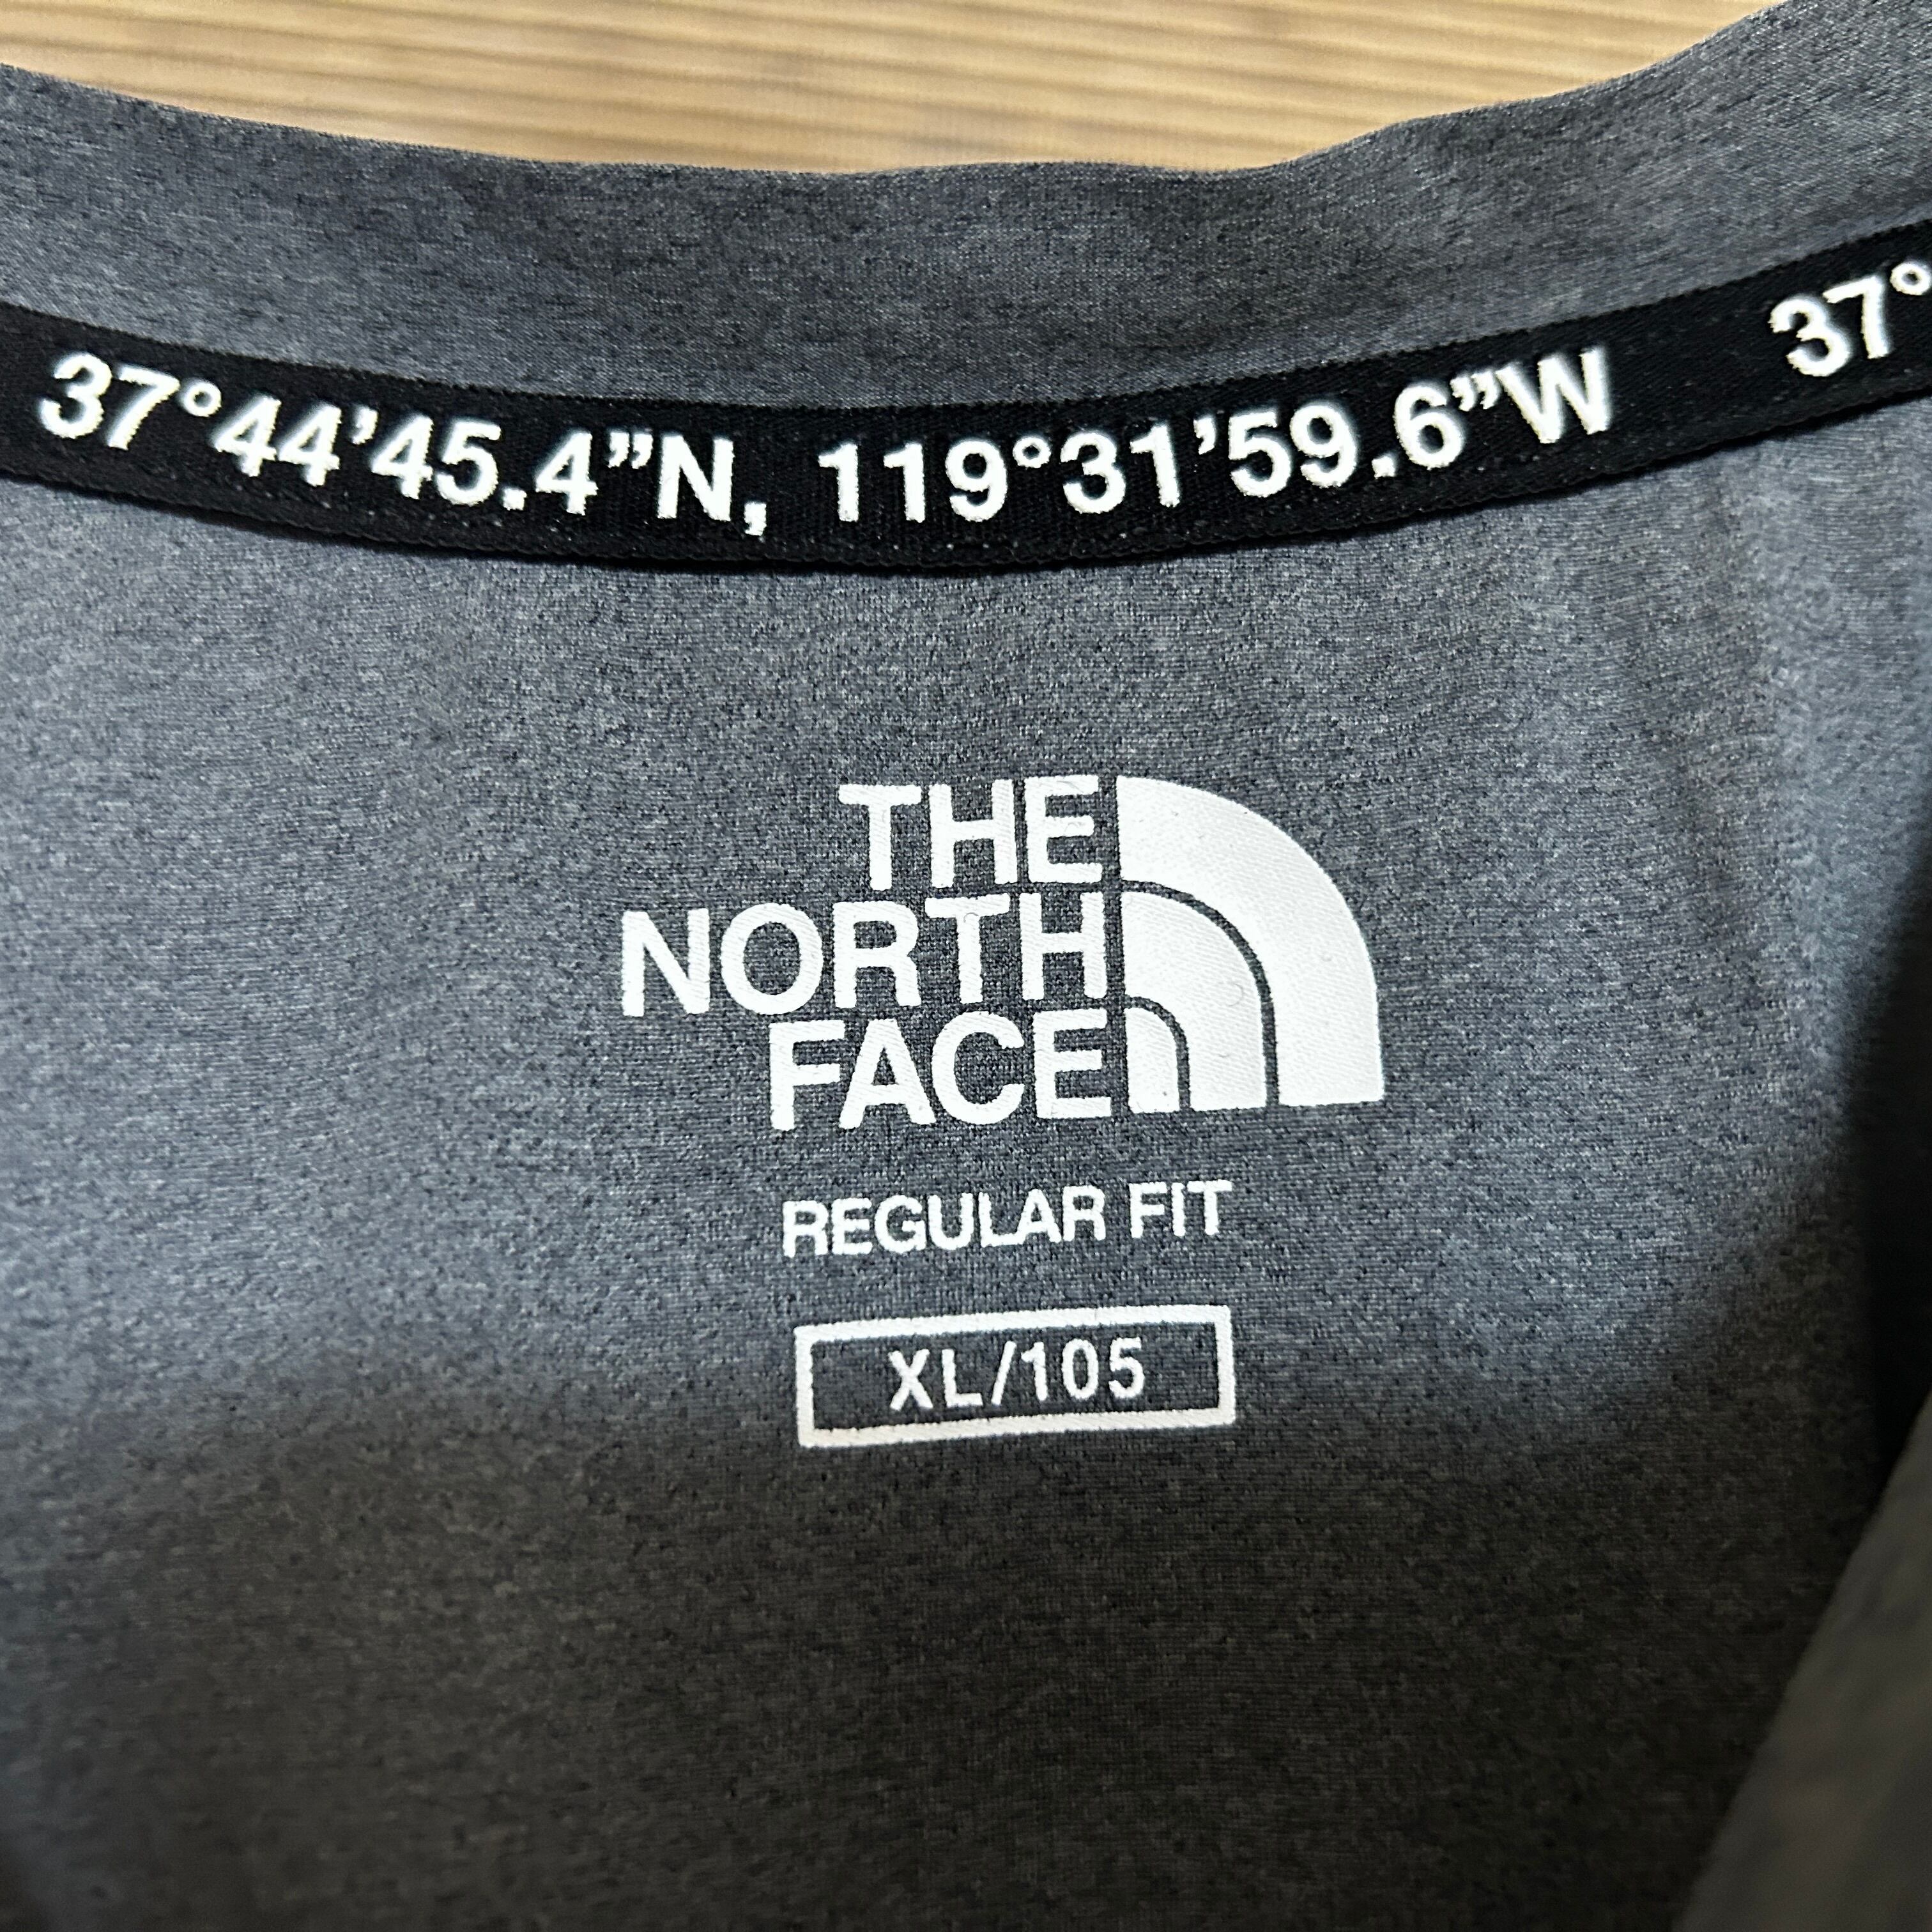 37°44’45.4”N, 119°31’59.6”W 37°
THE
NORTH
FACE
REGULAR FIT
XL/105